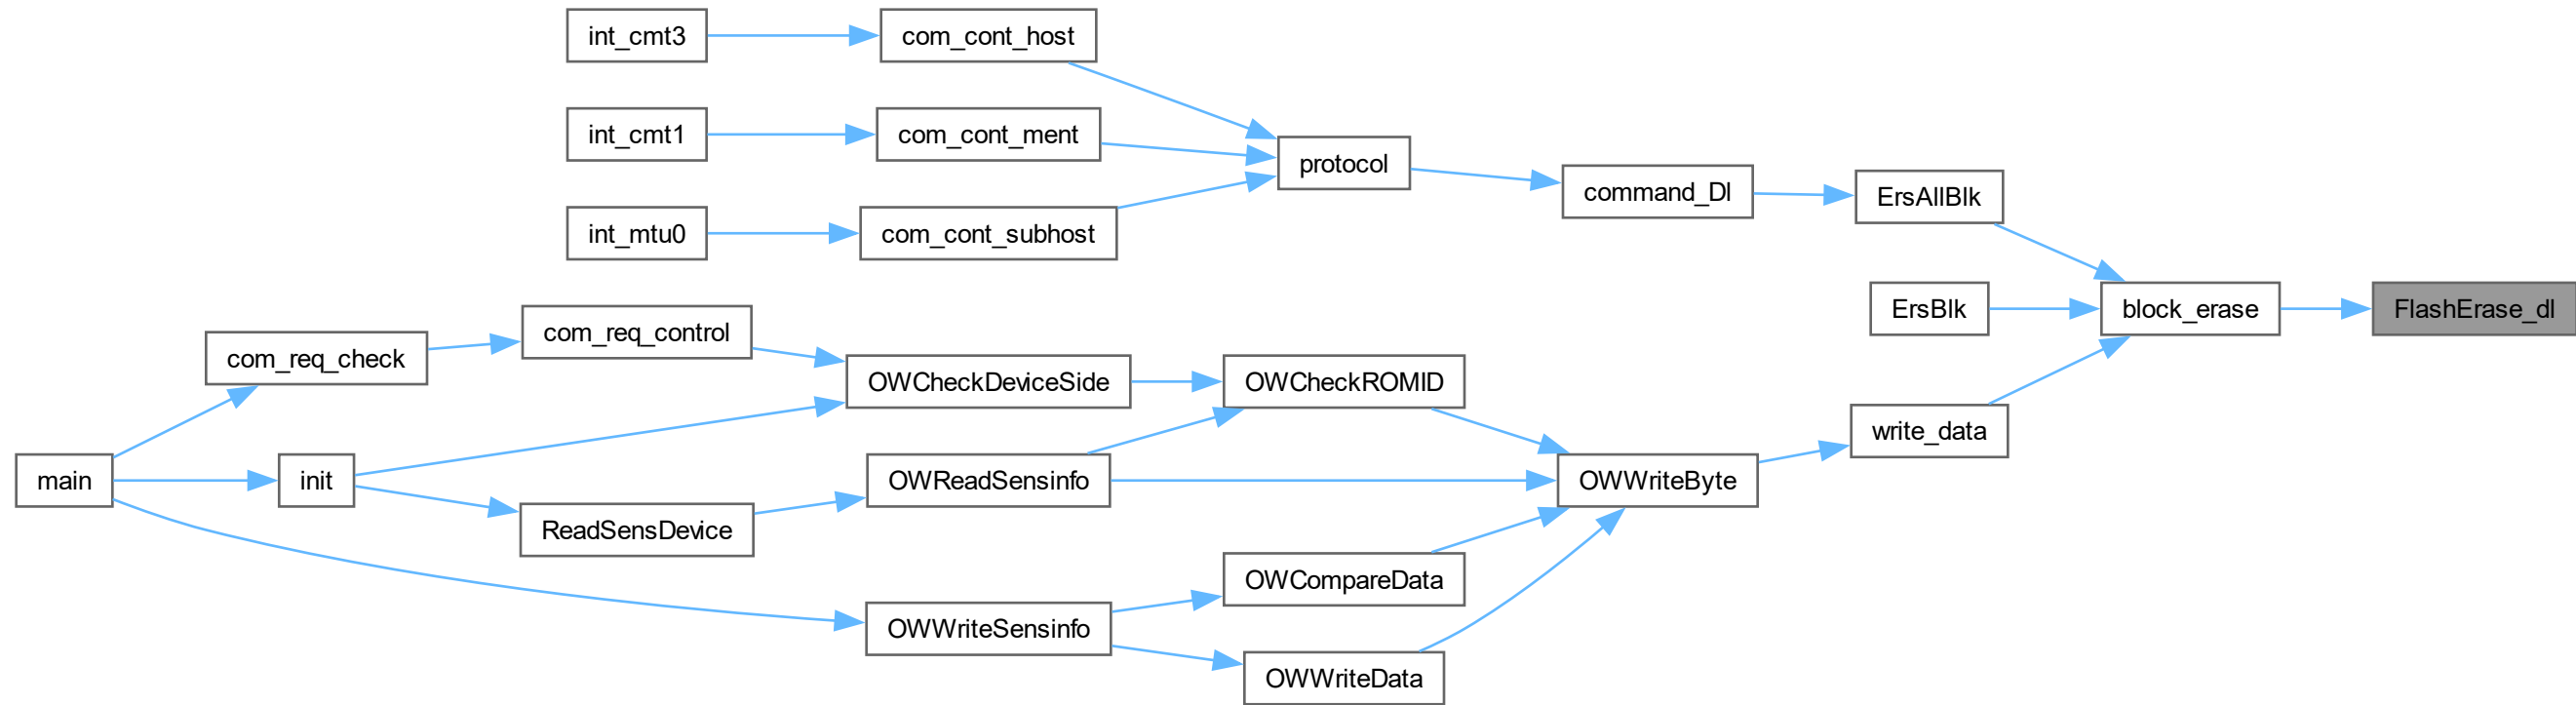 int_cmt3
com_cont_host
int_cmt1
com_cont_ment
protocol
command_Dl
ErsAllBlk
int_mtu0
com_cont_subhost
ErsBlk
block_erase
FlashErase_dl
com_req_check
com_req_control
OWCheckDeviceSide
OWCheckROMID
write_data
main
init
OWReadSensinfo
OWWriteByte
ReadSensDevice
OWCompareData
OWWriteSensinfo
OWWriteData